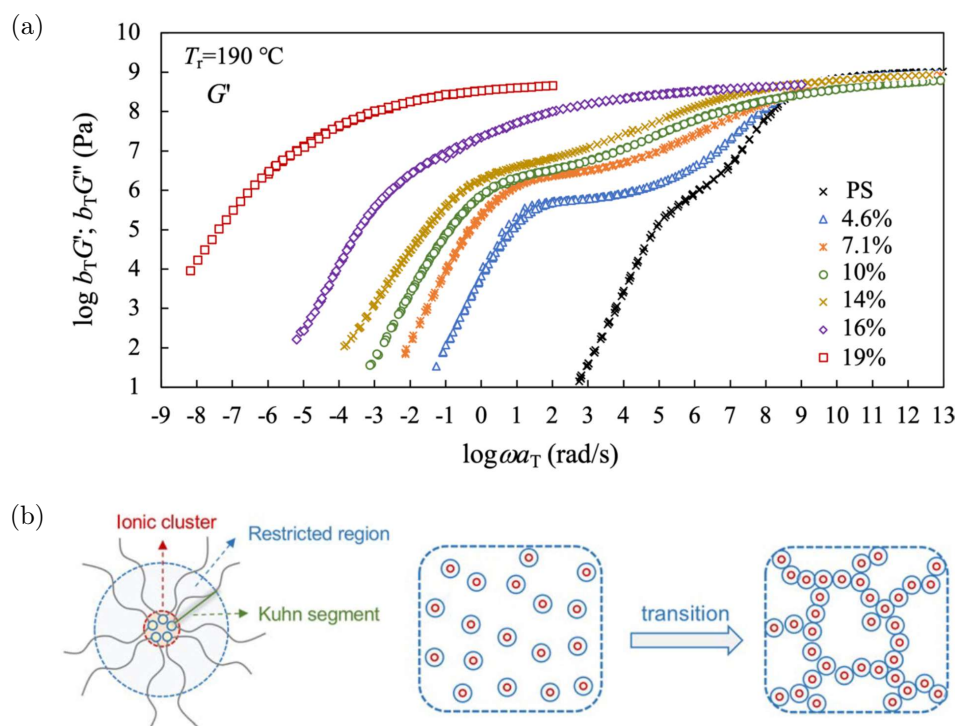 (a)
10
9
8
7
6
5
4
3
2
1
log bTG'; bTG" (Pa)
Tr=190 °C
G'
PS
4.6%
7.1%
10%
14%
16%
19%
-9 -8 -7 -6 -5 -4 -3 -2 -1 0 1 2 3 4 5 6 7 8 9 10 11 12 13
logωaT (rad/s)
(b)
Ionic cluster
Restricted region
Kuhn segment
transition